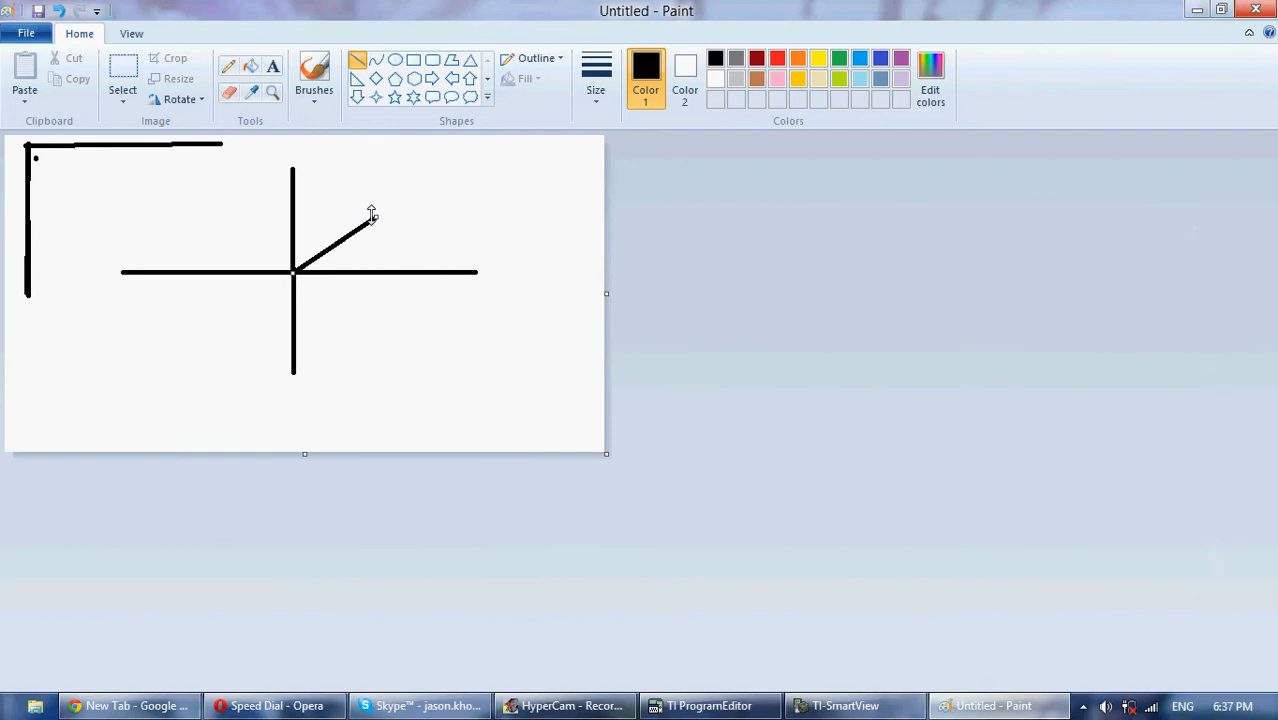 Untitled - Paint
File
Home
View
Paste
Cut
Copy
Clipboard
Select
Crop
Resize
Rotate
Image
A
Tools
Brushes
Outline
Fill
Shapes
Size
Color 1
Color 2
Edit colors
Colors
New Tab - Google ...
Speed Dial - Opera
Skype™ - jason.kho...
HyperCam - Recor...
TI ProgramEditor
TI-SmartView
Untitled - Paint
ENG
6:37 PM